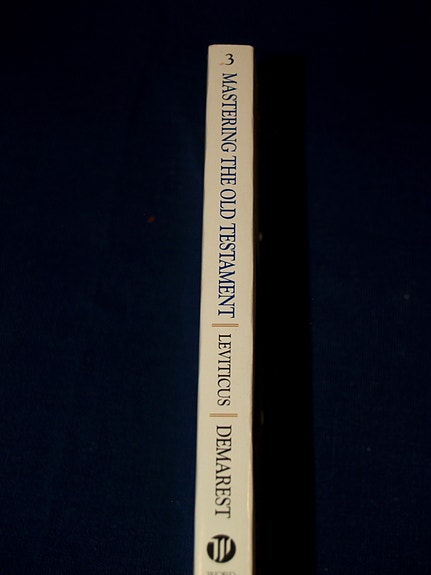 3
MASTERING THE OLD TESTAMENT
LEVITICUS
DEMAREST